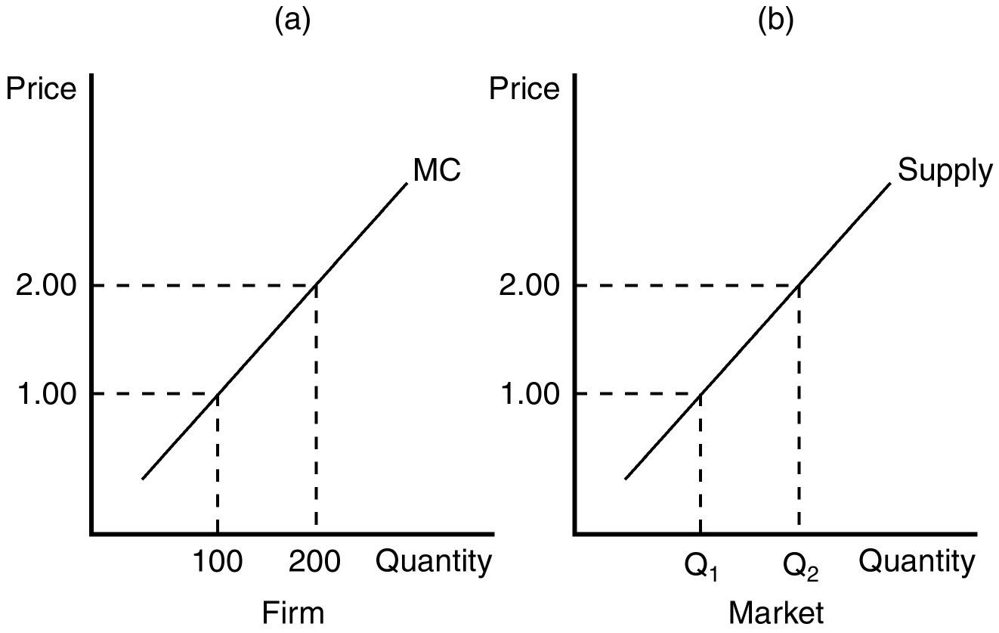 (a)
Price
MC
2.00
1.00
100
200
Quantity
Firm
(b)
Price
Supply
2.00
1.00
Q1
Q2
Quantity
Market